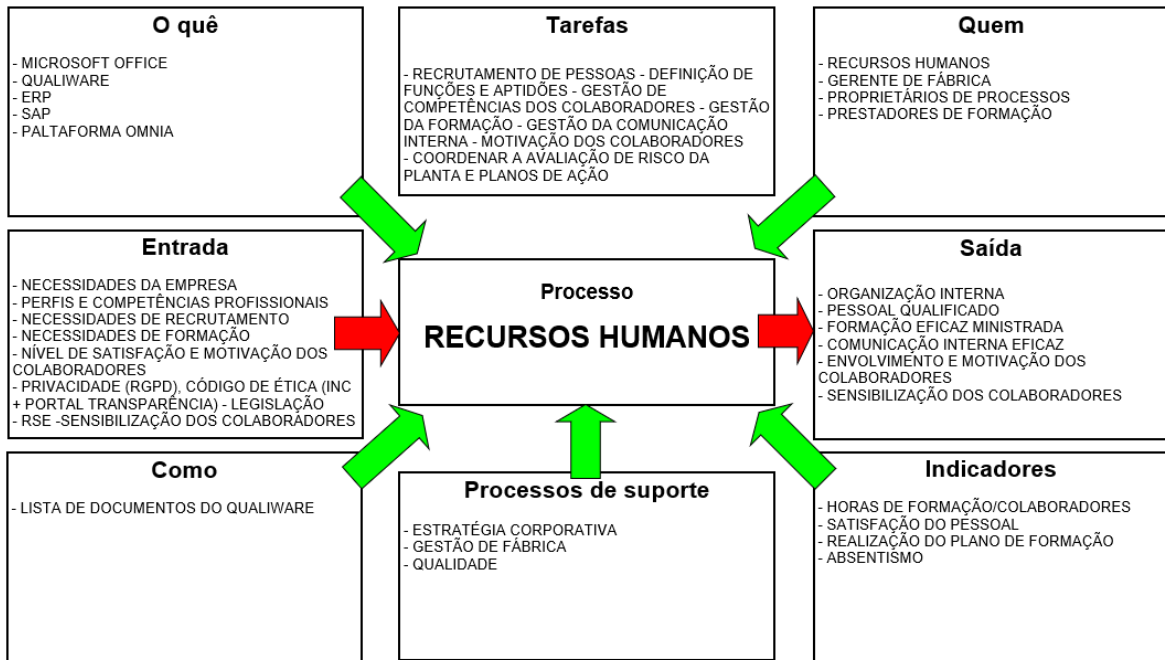 O quê
- MICROSOFT OFFICE
- QUALIWARE
- ERP
- SAP
- PALTAFORMA OMNIA
Tarefas
- RECRUTAMENTO DE PESSOAS - DEFINIÇÃO DE
FUNÇÕES E APTIDÕES - GESTÃO DE
COMPETÊNCIAS DOS COLABORADORES - GESTÃO
DA FORMAÇÃO - GESTÃO DA COMUNICAÇÃO
INTERNA - MOTIVAÇÃO DOS COLABORADORES
- COORDENAR A AVALIAÇÃO DE RISCO DA
PLANTA E PLANOS DE AÇÃO
Quem
- RECURSOS HUMANOS
- GERENTE DE FÁBRICA
- PROPRIETÁRIOS DE PROCESSOS
- PRESTADORES DE FORMAÇÃO
Entrada
- NECESSIDADES DA EMPRESA
- PERFIS E COMPETÊNCIAS PROFISSIONAIS
- NECESSIDADES DE RECRUTAMENTO
- NECESSIDADES DE FORMAÇÃO
- NÍVEL DE SATISFAÇÃO E MOTIVAÇÃO DOS
COLABORADORES
- PRIVACIDADE (RGPD), CÓDIGO DE ÉTICA (INC
+ PORTAL TRANSPARÊNCIA) - LEGISLAÇÃO
- RSE -SENSIBILIZAÇÃO DOS COLABORADORES
Processo
RECURSOS HUMANOS
Saída
- ORGANIZAÇÃO INTERNA
- PESSOAL QUALIFICADO
- FORMAÇÃO EFICAZ MINISTRADA
- COMUNICAÇÃO INTERNA EFICAZ
- ENVOLVIMENTO E MOTIVAÇÃO DOS
COLABORADORES
- SENSIBILIZAÇÃO DOS COLABORADORES
Como
- LISTA DE DOCUMENTOS DO QUALIWARE
Processos de suporte
- ESTRATÉGIA CORPORATIVA
- GESTÃO DE FÁBRICA
- QUALIDADE
Indicadores
- HORAS DE FORMAÇÃO/COLABORADORES
- SATISFAÇÃO DO PESSOAL
- REALIZAÇÃO DO PLANO DE FORMAÇÃO
- ABSENTISMO